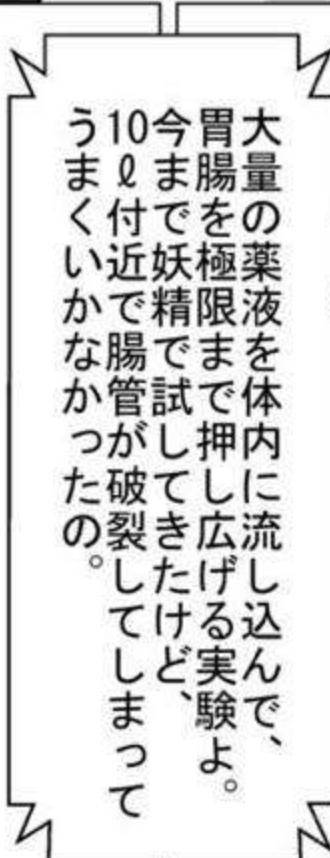 大量の薬液を体内に流し込んで、
胃腸を極限まで押し広げる実験よ。
今まで妖精で試してきたけど、
10ℓ付近で腸管が破裂してしまって
うまくいかなかったの。